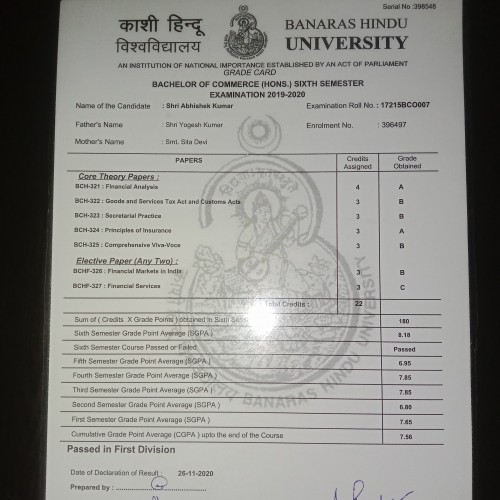 Serial No :398548
काशी हिन्दू
विश्वविद्यालय
BANARAS HINDU
UNIVERSITY
AN INSTITUTION OF NATIONAL IMPORTANCE ESTABLISHED BY AN ACT OF PARLIAMENT
GRADE CARD
BACHELOR OF COMMERCE (HONS.) SIXTH SEMESTER
EXAMINATION 2019-2020
Name of the Candidate : Shri Abhishek Kumar Examination Roll No. : 17215BCO007
Father's Name : Shri Yogesh Kumar Enrolment No. : 396497
Mother's Name : Smt. Sita Devi
PAPERS Credits Assigned Grade Obtained
Core Theory Papers :
BCH-321 : Financial Analysis 4 A
BCH-322 : Goods and Services Tax Act and Customs Acts 3 B
BCH-323 : Secretarial Practice 3 B
BCH-324 : Principles of Insurance 3 A
BCH-325 : Comprehensive Viva-Voce 3 B
Elective Paper (Any Two) :
BCHF-326 : Financial Markets in India 3 B
BCHF-327 : Financial Services 3 C
Total Credits : 22
Sum of ( Credits X Grade Points ) obtained in Sixth 180
Sixth Semester Grade Point Average (SGPA ) 8.18
Sixth Semester Course Passed or Failed Passed
Fifth Semester Grade Point Average (SGPA ) 6.95
Fourth Semester Grade Point Average (SGPA ) 7.85
Third Semester Grade Point Average (SGPA ) 7.85
Second Semester Grade Point Average (SGPA ) 6.80
First Semester Grade Point Average (SGPA ) 7.65
Cumulative Grade Point Average (CGPA ) upto the end of the Course 7.56
Passed in First Division
Date of Declaration of Result : 26-11-2020
Prepared by :
BANARAS HINDU UNIVERSITY